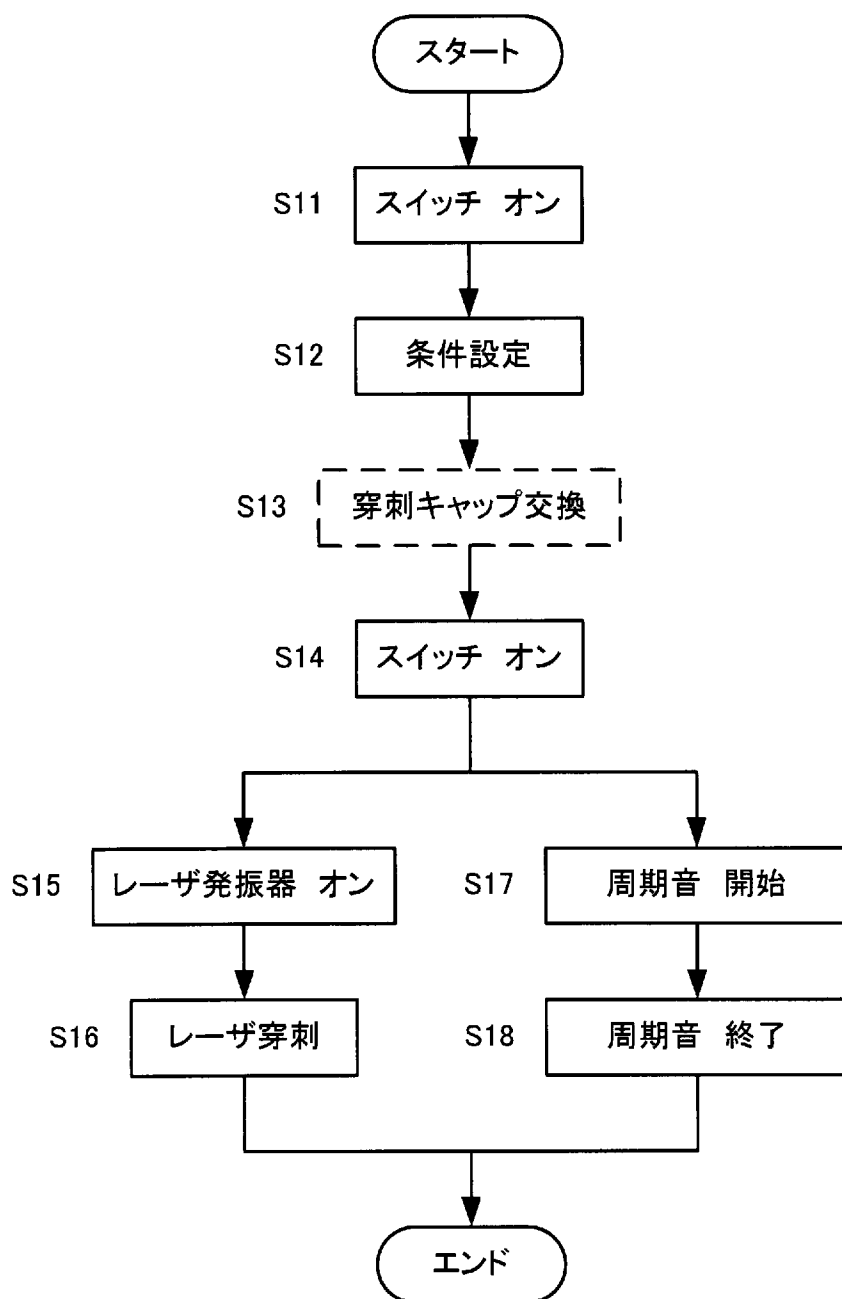 スタート
S11 スイッチ オン
S12 条件設定
S13 穿刺キャップ交換
S14 スイッチ オン
S15 レーザ発振器 オン
S17 周期音 開始
S16 レーザ穿刺
S18 周期音 終了
エンド